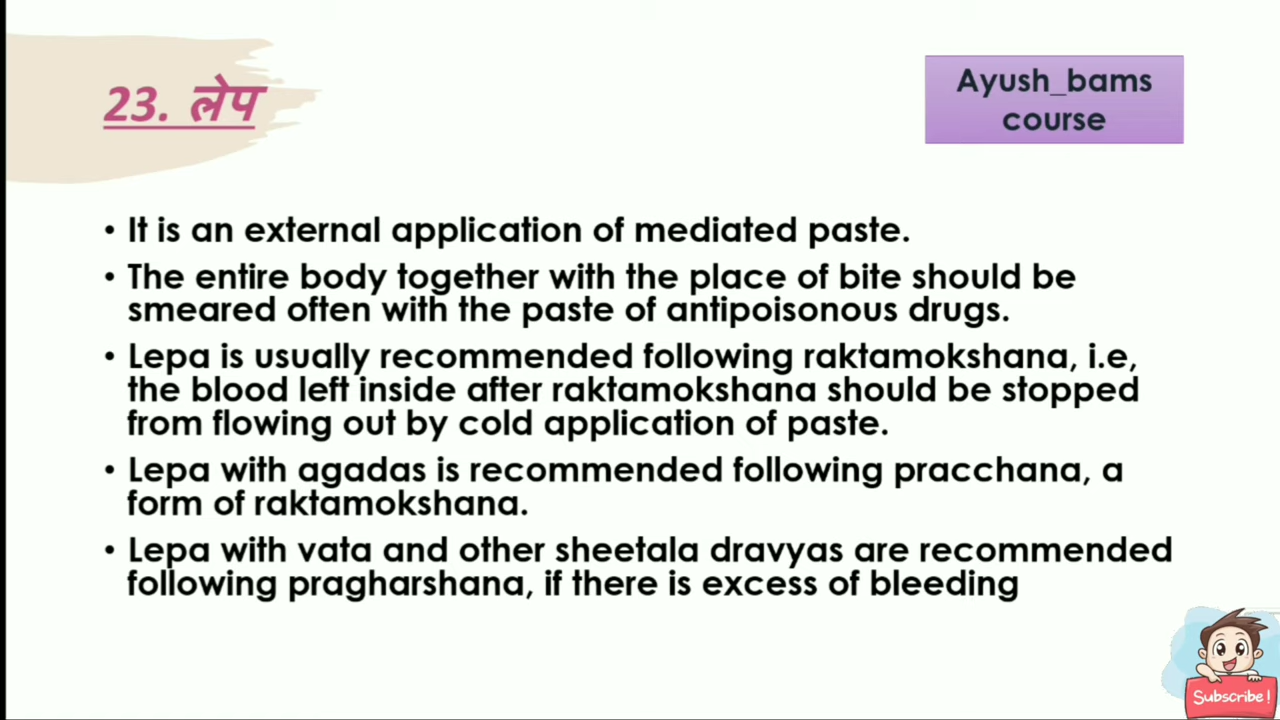 23. लेप
Ayush_bams
course
• It is an external application of mediated paste.
• The entire body together with the place of bite should be
smeared often with the paste of antipoisonous drugs.
• Lepa is usually recommended following raktamokshana, i.e,
the blood left inside after raktamokshana should be stopped
from flowing out by cold application of paste.
• Lepa with agadas is recommended following pracchana, a
form of raktamokshana.
• Lepa with vata and other sheetala dravyas are recommended
following pragharshana, if there is excess of bleeding
Subscribe!